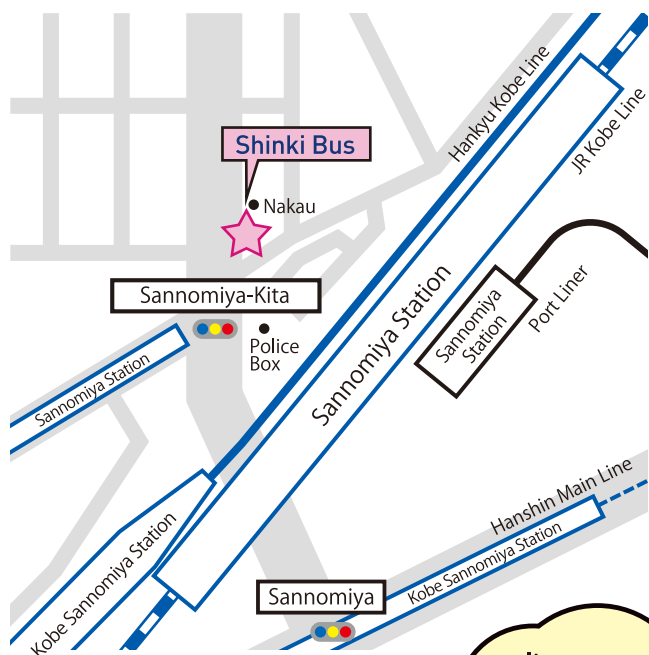 Hankyu Kobe Line
JR Kobe Line
Shinki Bus
Nakau
Sannomiya-Kita
Police
Box
Sannomiya Station
Sannomiya
Station
Port Liner
Sannomiya Station
Kobe Sannomiya Station
Hanshin Main Line
Kobe Sannomiya Station
Sannomiya